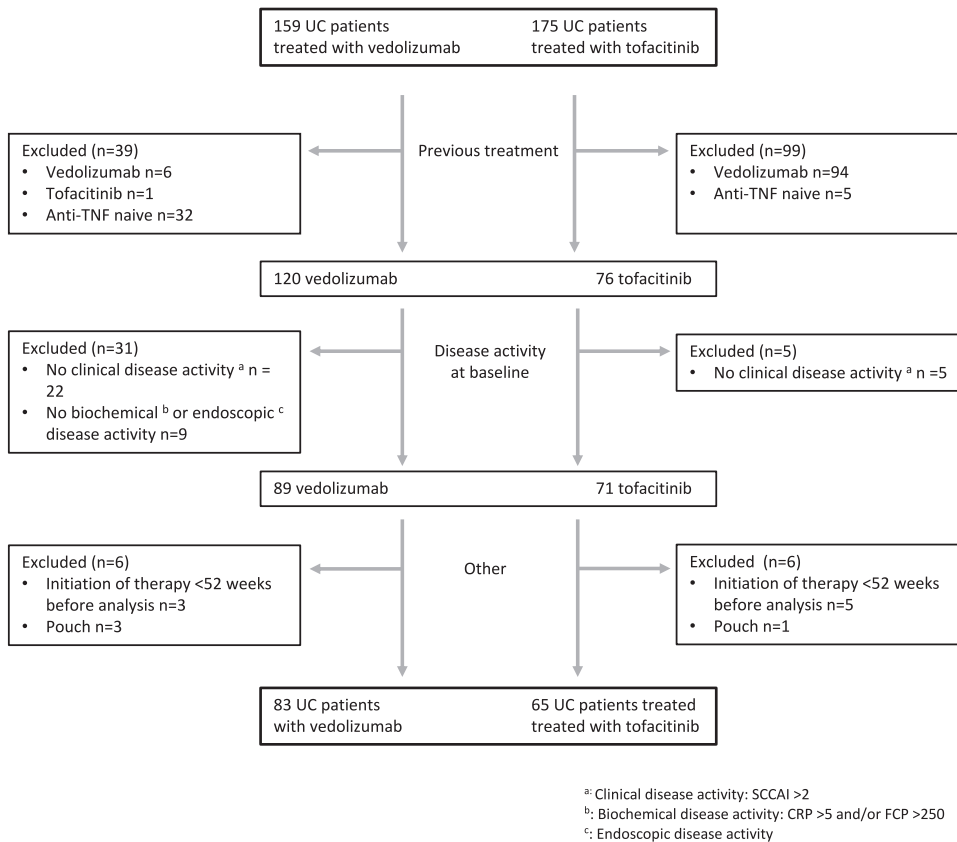 159 UC patients
treated with vedolizumab
175 UC patients
treated with tofacitinib
Previous treatment
Excluded (n=39)
• Vedolizumab n=6
• Tofacitinib n=1
• Anti-TNF naive n=32
Excluded (n=99)
• Vedolizumab n=94
• Anti-TNF naive n=5
120 vedolizumab
76 tofacitinib
Disease activity
at baseline
Excluded (n=31)
• No clinical disease activity ᵃ n =
22
• No biochemical ᵇ or endoscopic ᶜ
disease activity n=9
Excluded (n=5)
• No clinical disease activity ᵃ n =5
89 vedolizumab
71 tofacitinib
Other
Excluded (n=6)
• Initiation of therapy <52 weeks
before analysis n=3
• Pouch n=3
Excluded (n=6)
• Initiation of therapy <52 weeks
before analysis n=5
• Pouch n=1
83 UC patients
with vedolizumab
65 UC patients treated
treated with tofacitinib
ᵃ: Clinical disease activity: SCCAI >2
ᵇ: Biochemical disease activity: CRP >5 and/or FCP >250
ᶜ: Endoscopic disease activity